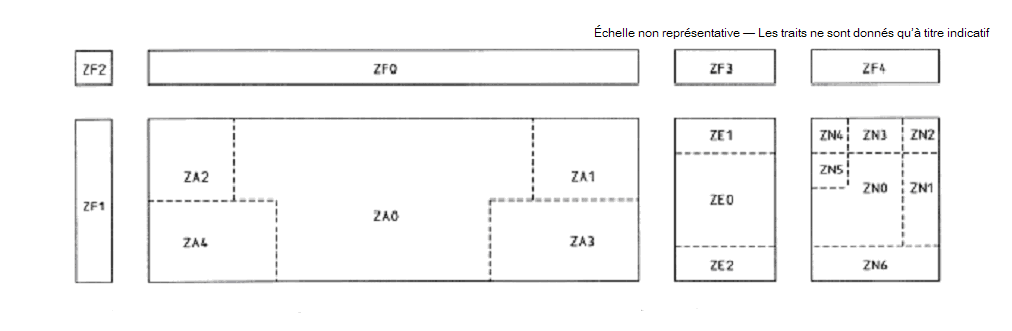 Échelle non représentative — Les traits ne sont donnés qu'à titre indicatif
ZF2 ZF0 ZF3 ZF4
ZE1 ZN4 ZN3 ZN2
ZA2 ZA1 ZN5
ZF1 ZA0 ZE0 ZN0 ZN1
ZA4 ZA3
ZE2 ZN6